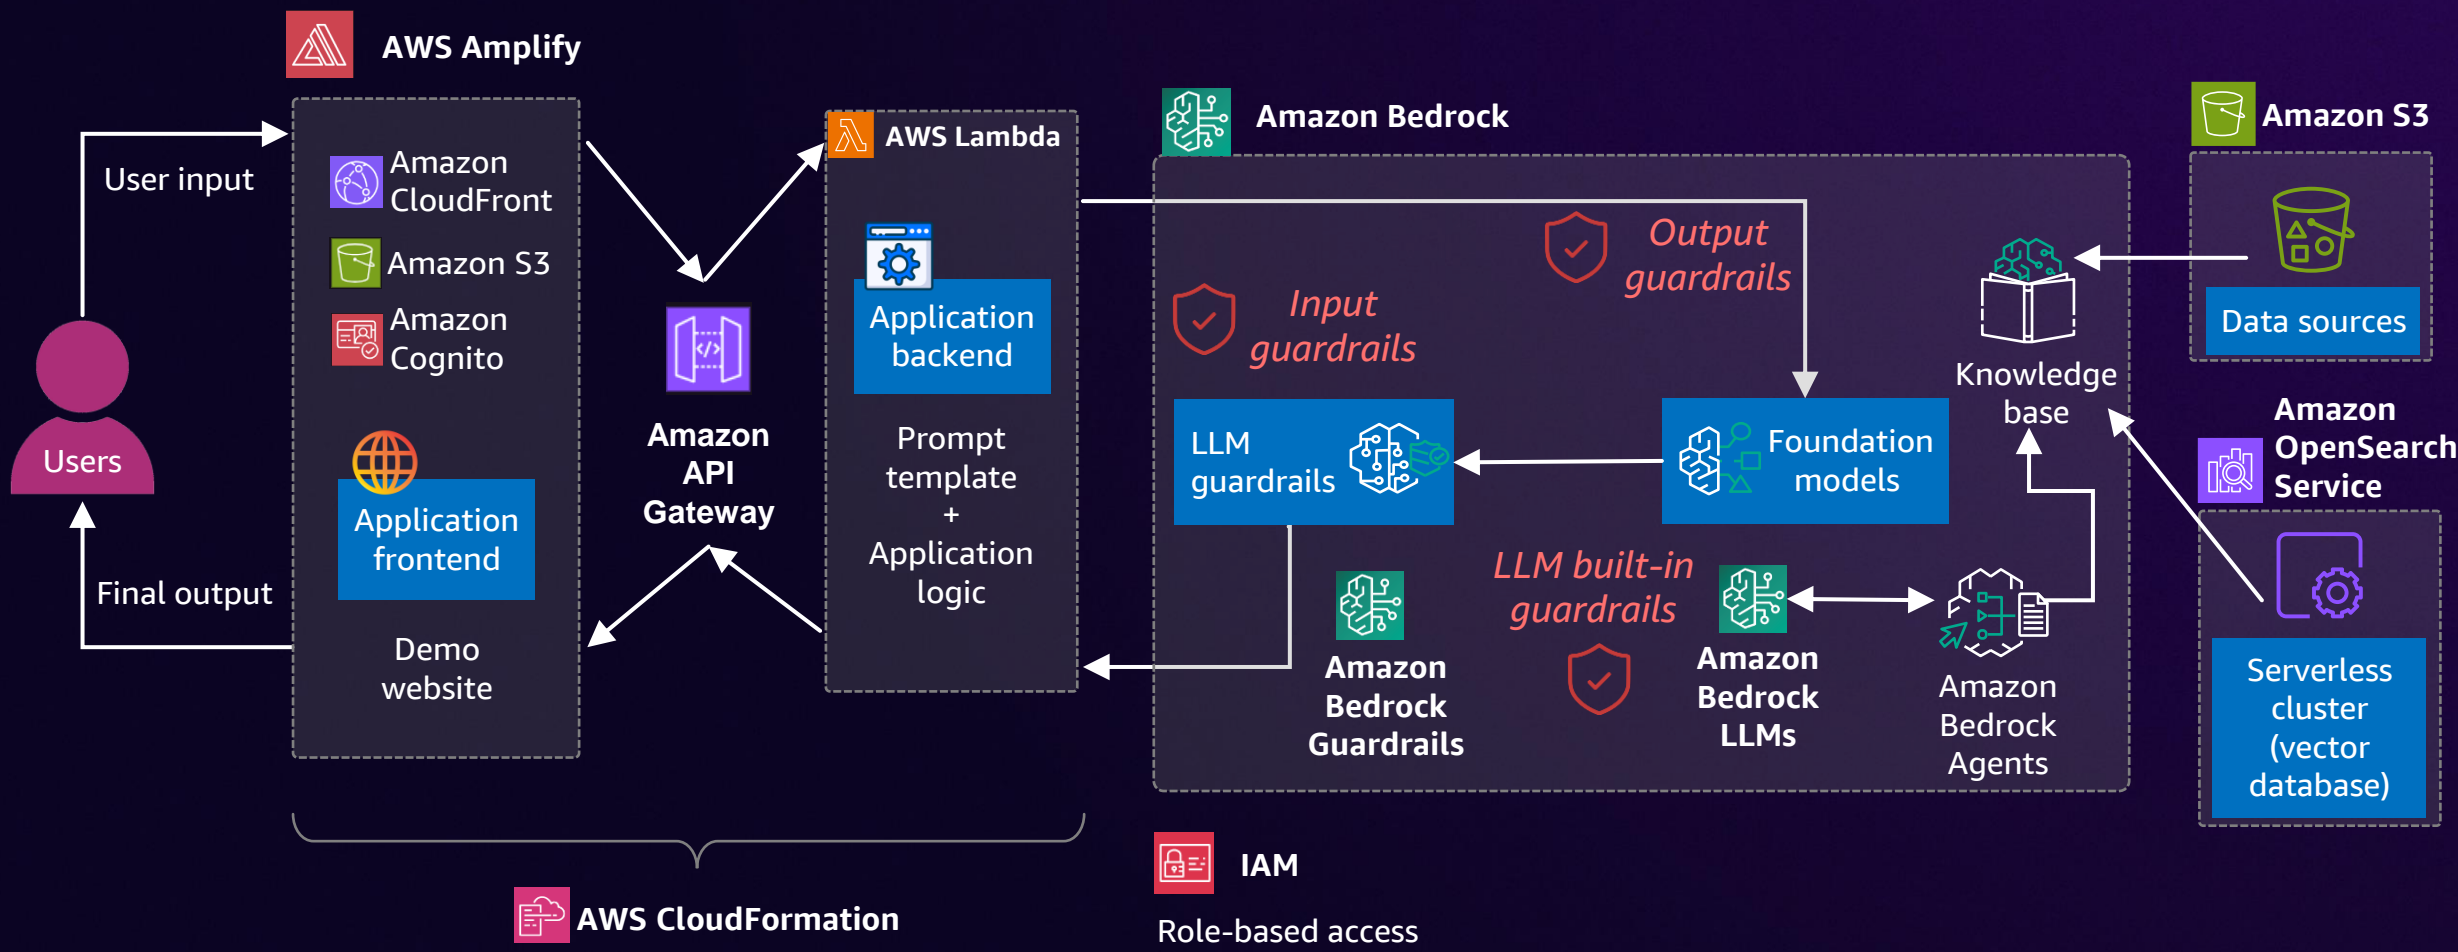 AWS Amplify
User input
Amazon
CloudFront
Amazon S3
Amazon
Cognito
Users
Application
frontend
Demo
website
Final output
Amazon
API
Gateway
AWS Lambda
Application
backend
Prompt
template
+
Application
logic
AWS CloudFormation
Amazon Bedrock
Input
guardrails
Output
guardrails
LLM
guardrails
Foundation
models
LLM built-in
guardrails
Amazon
Bedrock
Guardrails
Amazon
Bedrock
LLMs
Amazon
Bedrock
Agents
Knowledge
base
Amazon S3
Data sources
Amazon
OpenSearch
Service
Serverless
cluster
(vector
database)
IAM
Role-based access